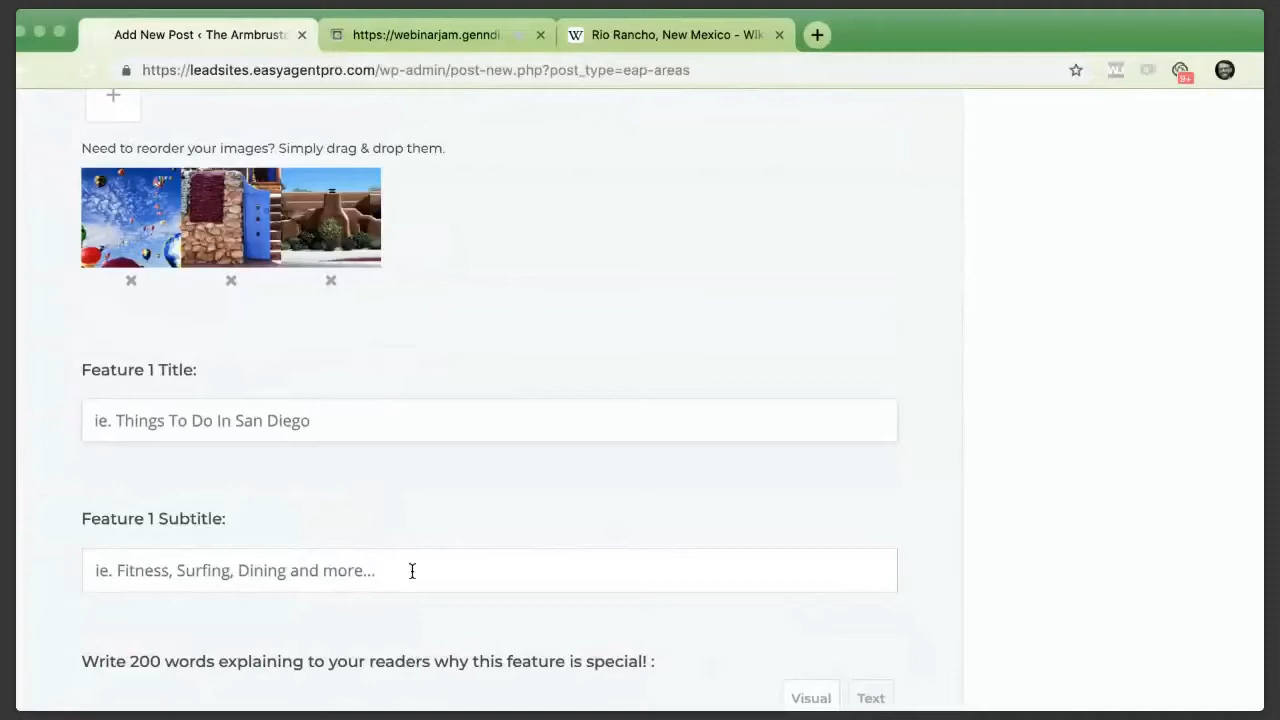 Add New Post ‹ The Armbruste
https://webinarjam.genndi
W Rio Rancho, New Mexico - Wik
https://leadsites.easyagentpro.com/wp-admin/post-new.php?post_type=eap-areas
9+
Need to reorder your images? Simply drag & drop them.
Feature 1 Title:
ie. Things To Do In San Diego
Feature 1 Subtitle:
ie. Fitness, Surfing, Dining and more...
Write 200 words explaining to your readers why this feature is special! :
Visual Text